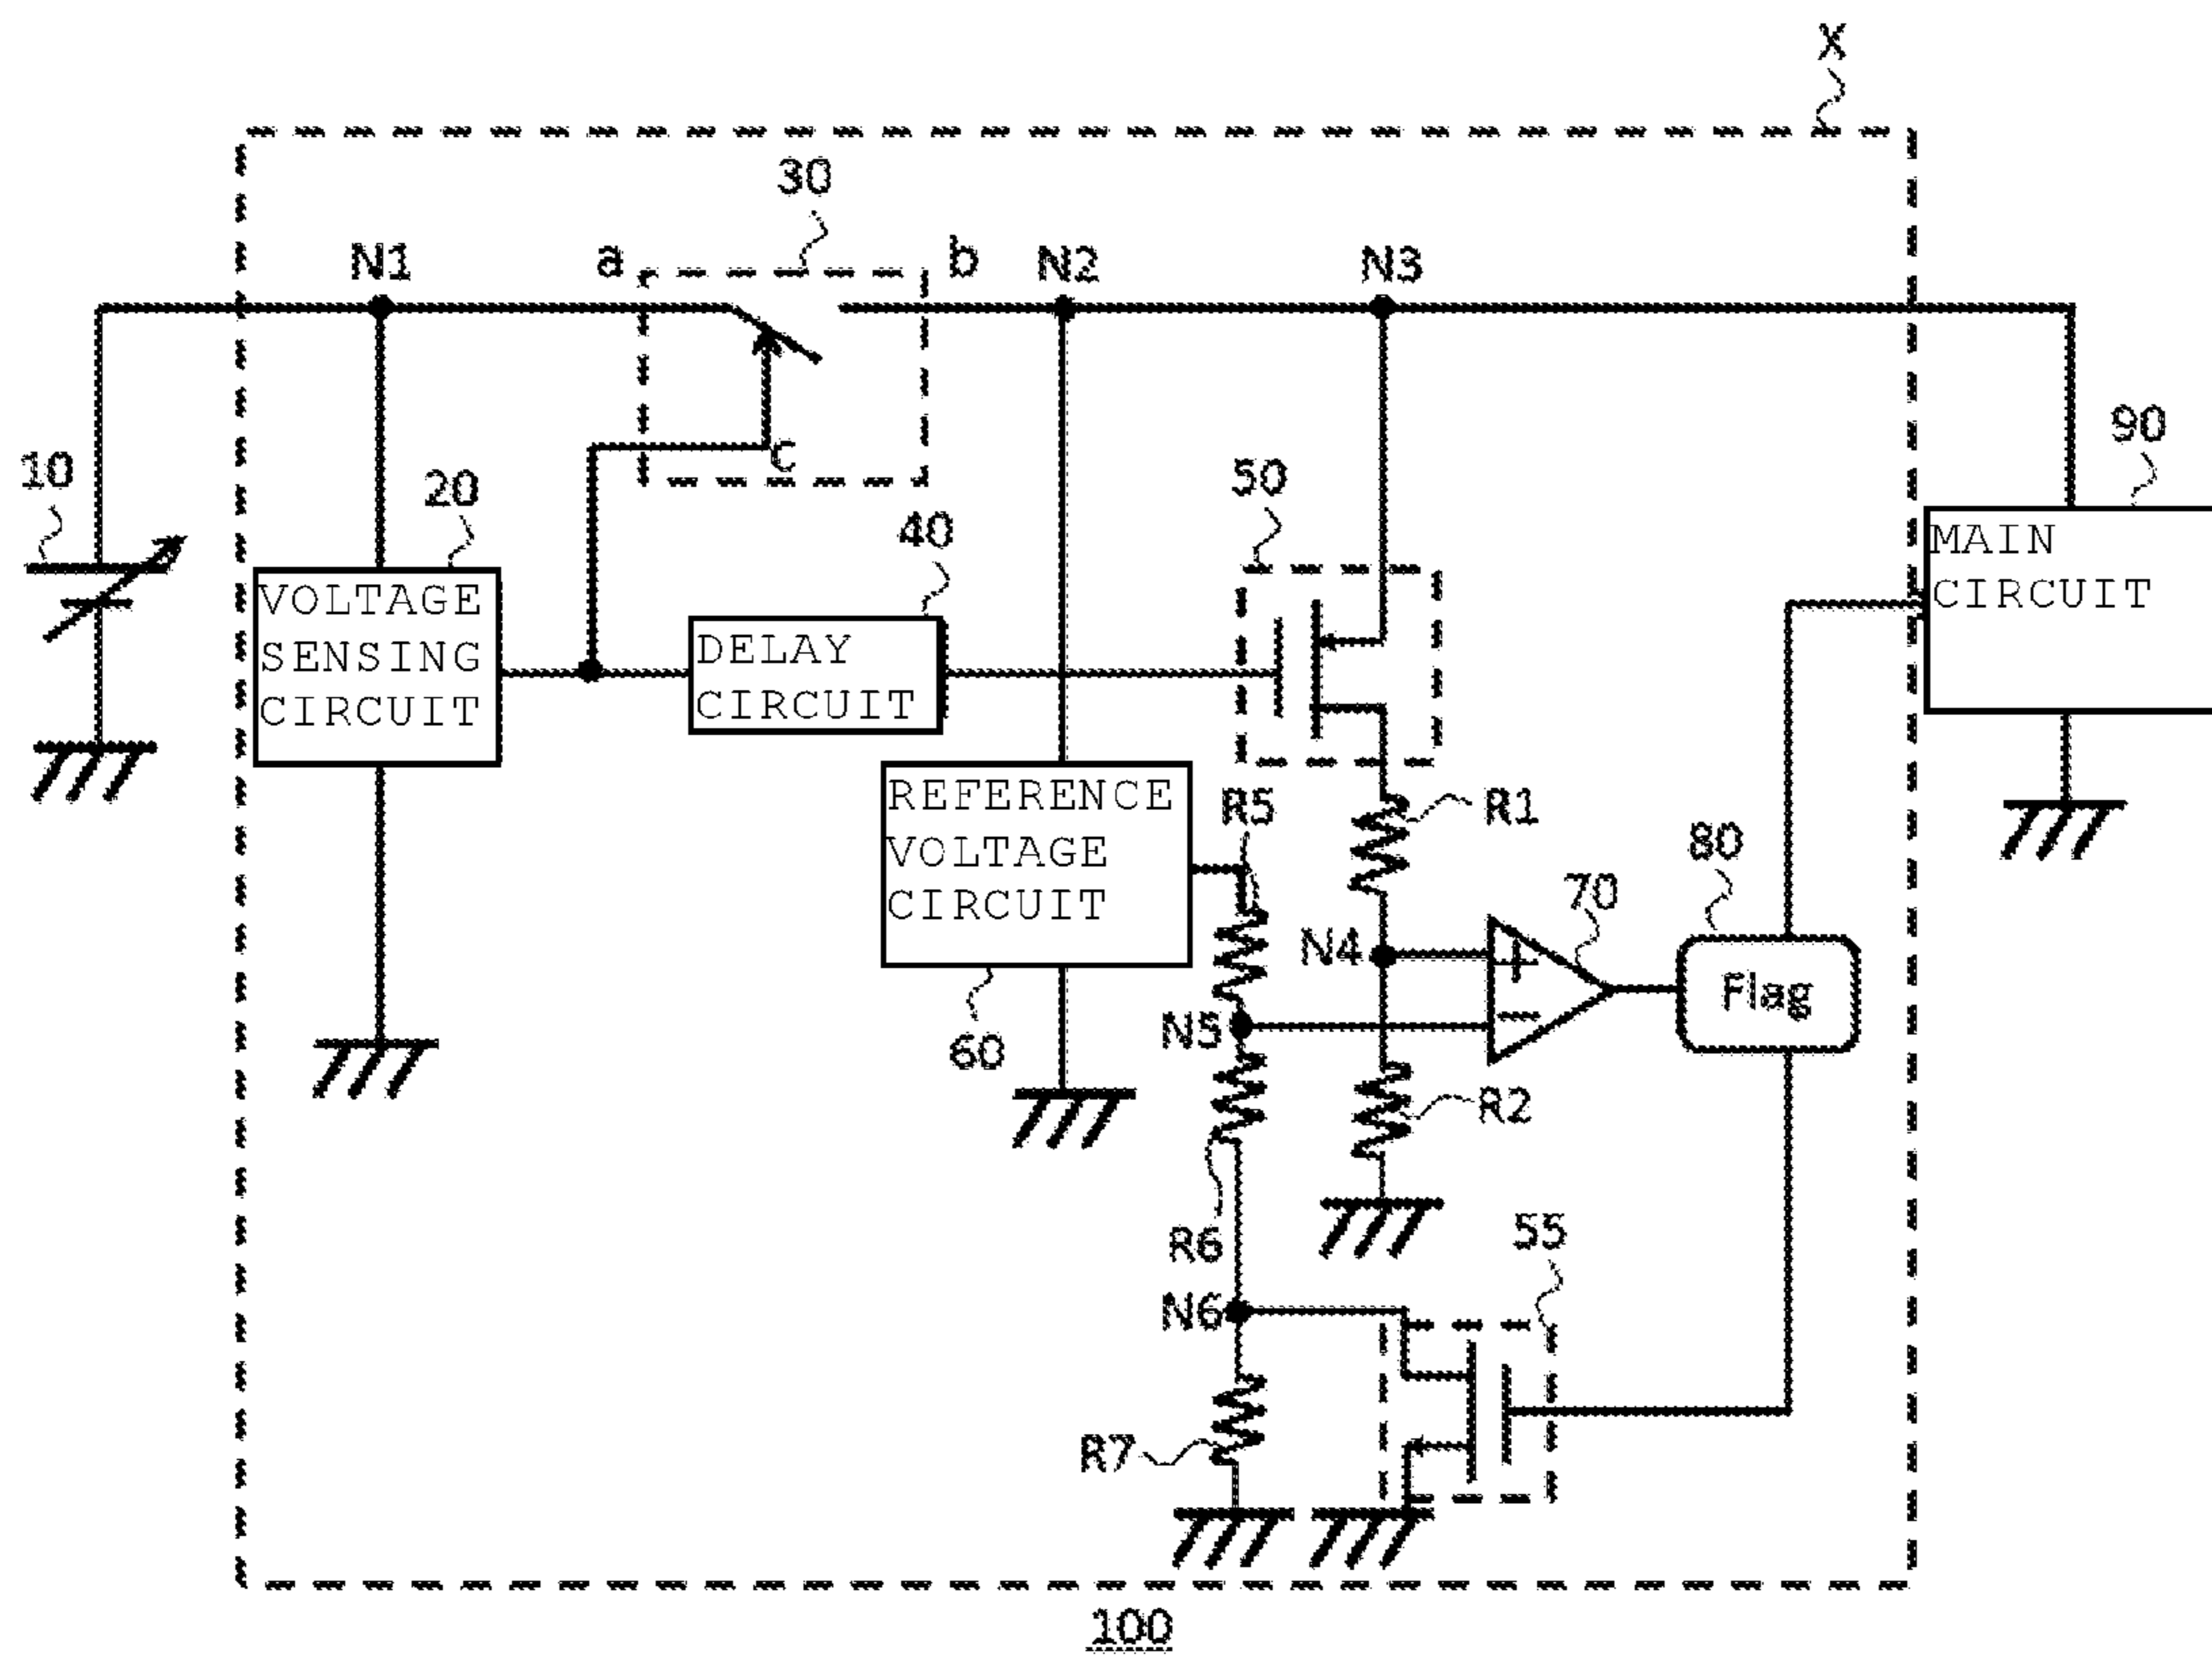 X
30
N1
a
b
N2
N3
c
10
20
40
50
90
VOLTAGE
SENSING
CIRCUIT
DELAY
CIRCUIT
MAIN
CIRCUIT
REFERENCE
VOLTAGE
CIRCUIT
R5
R1
80
70
N4
+
Flag
N5
−
60
R2
R6
55
N6
R7
100